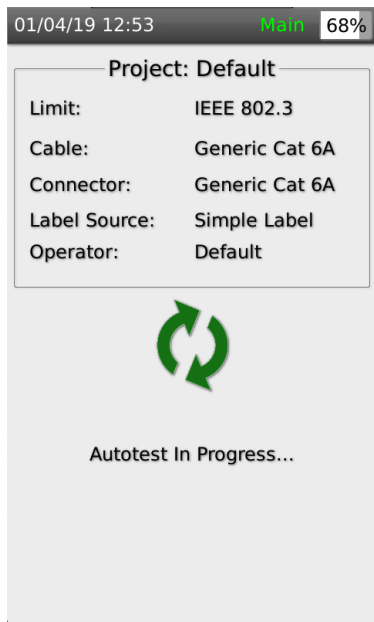 01/04/19 12:53 Main 68%
Project: Default
Limit: IEEE 802.3
Cable: Generic Cat 6A
Connector: Generic Cat 6A
Label Source: Simple Label
Operator: Default
Autotest In Progress...